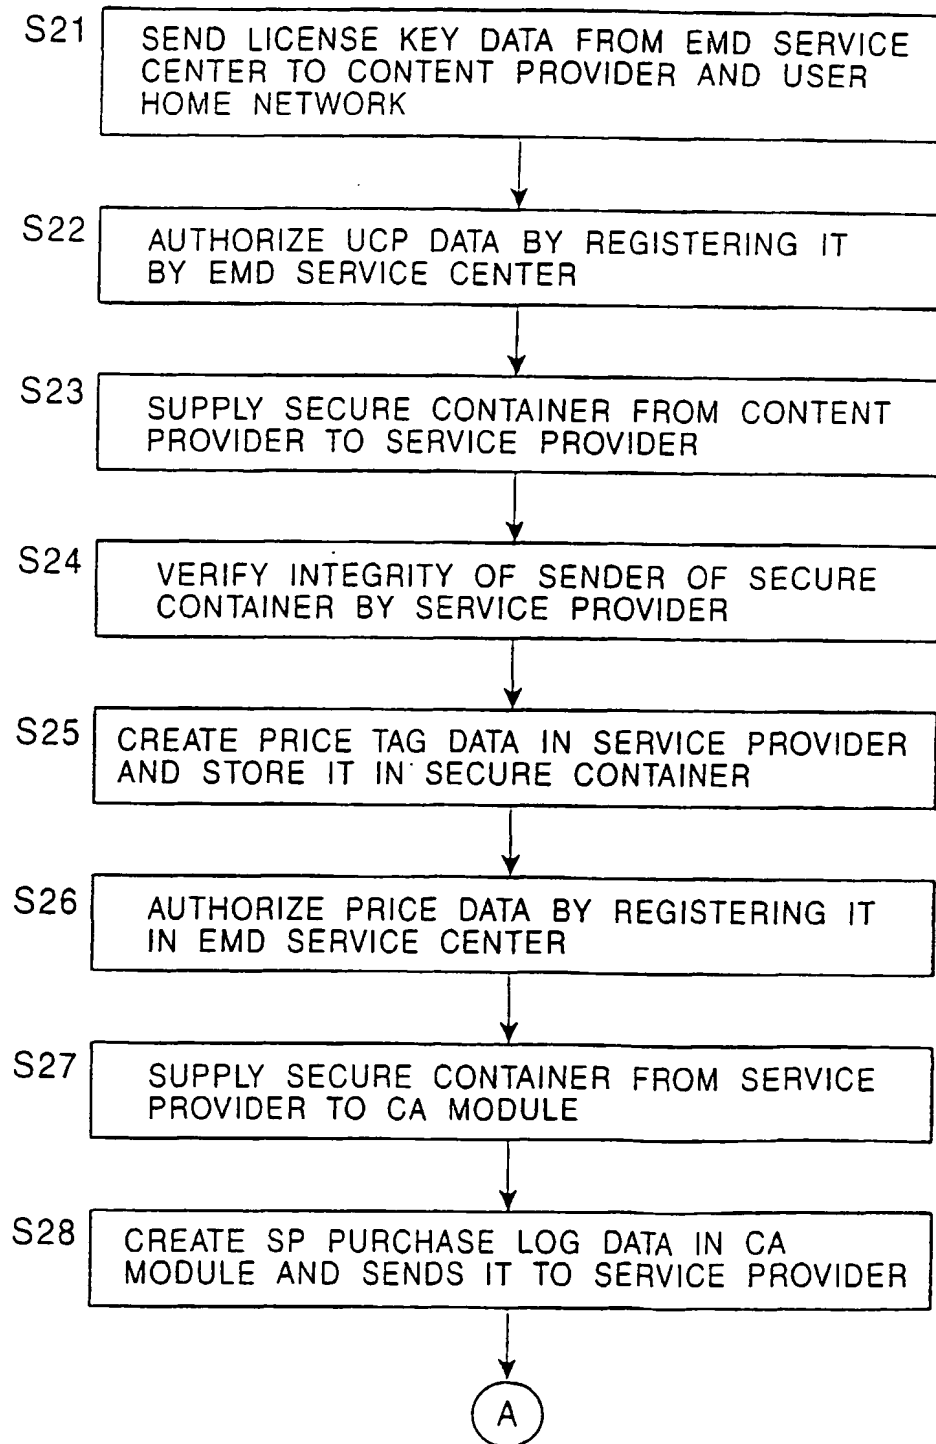 S21
SEND LICENSE KEY DATA FROM EMD SERVICE
CENTER TO CONTENT PROVIDER AND USER
HOME NETWORK
S22
AUTHORIZE UCP DATA BY REGISTERING IT
BY EMD SERVICE CENTER
S23
SUPPLY SECURE CONTAINER FROM CONTENT
PROVIDER TO SERVICE PROVIDER
S24
VERIFY INTEGRITY OF SENDER OF SECURE
CONTAINER BY SERVICE PROVIDER
S25
CREATE PRICE TAG DATA IN SERVICE PROVIDER
AND STORE IT IN SECURE CONTAINER
S26
AUTHORIZE PRICE DATA BY REGISTERING IT
IN EMD SERVICE CENTER
S27
SUPPLY SECURE CONTAINER FROM SERVICE
PROVIDER TO CA MODULE
S28
CREATE SP PURCHASE LOG DATA IN CA
MODULE AND SENDS IT TO SERVICE PROVIDER
A